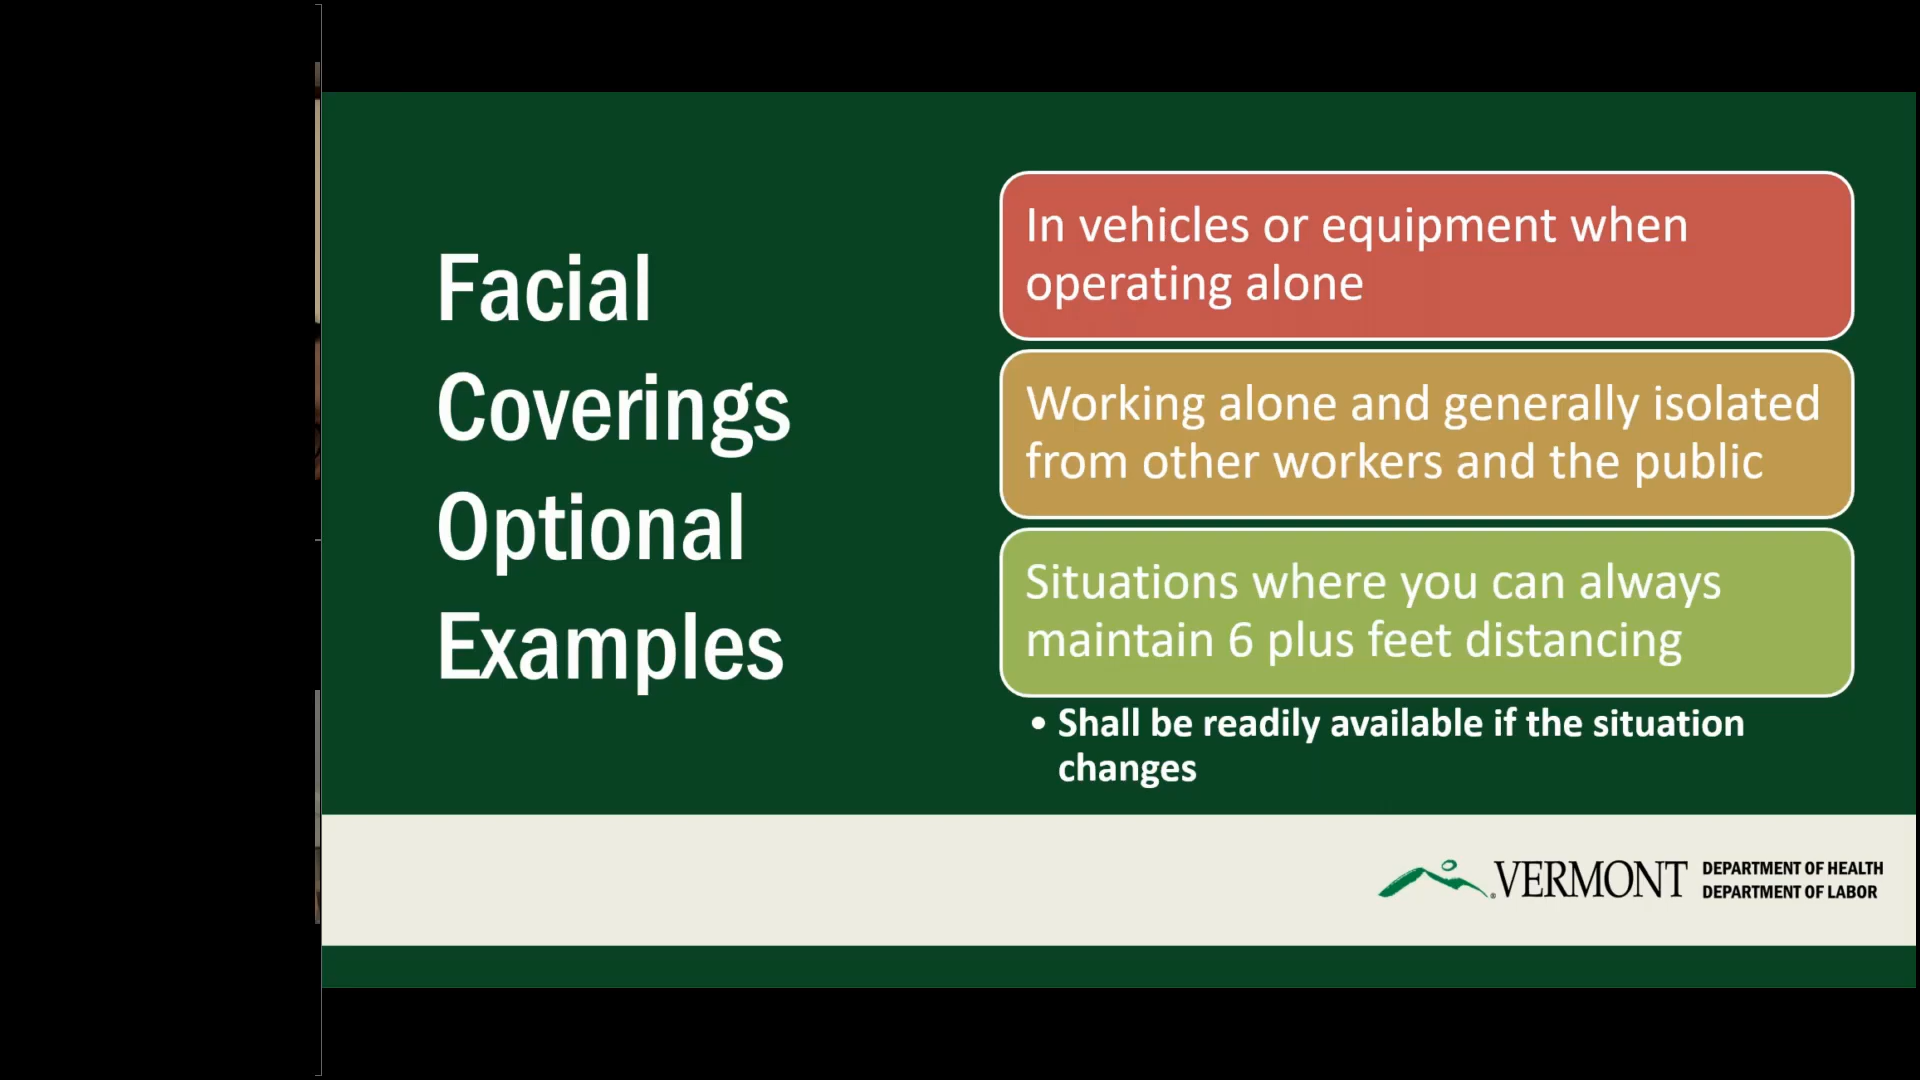 Facial
Coverings
Optional
Examples
In vehicles or equipment when
operating alone
Working alone and generally isolated
from other workers and the public
Situations where you can always
maintain 6 plus feet distancing
• Shall be readily available if the situation
changes
VERMONT
DEPARTMENT OF HEALTH
DEPARTMENT OF LABOR